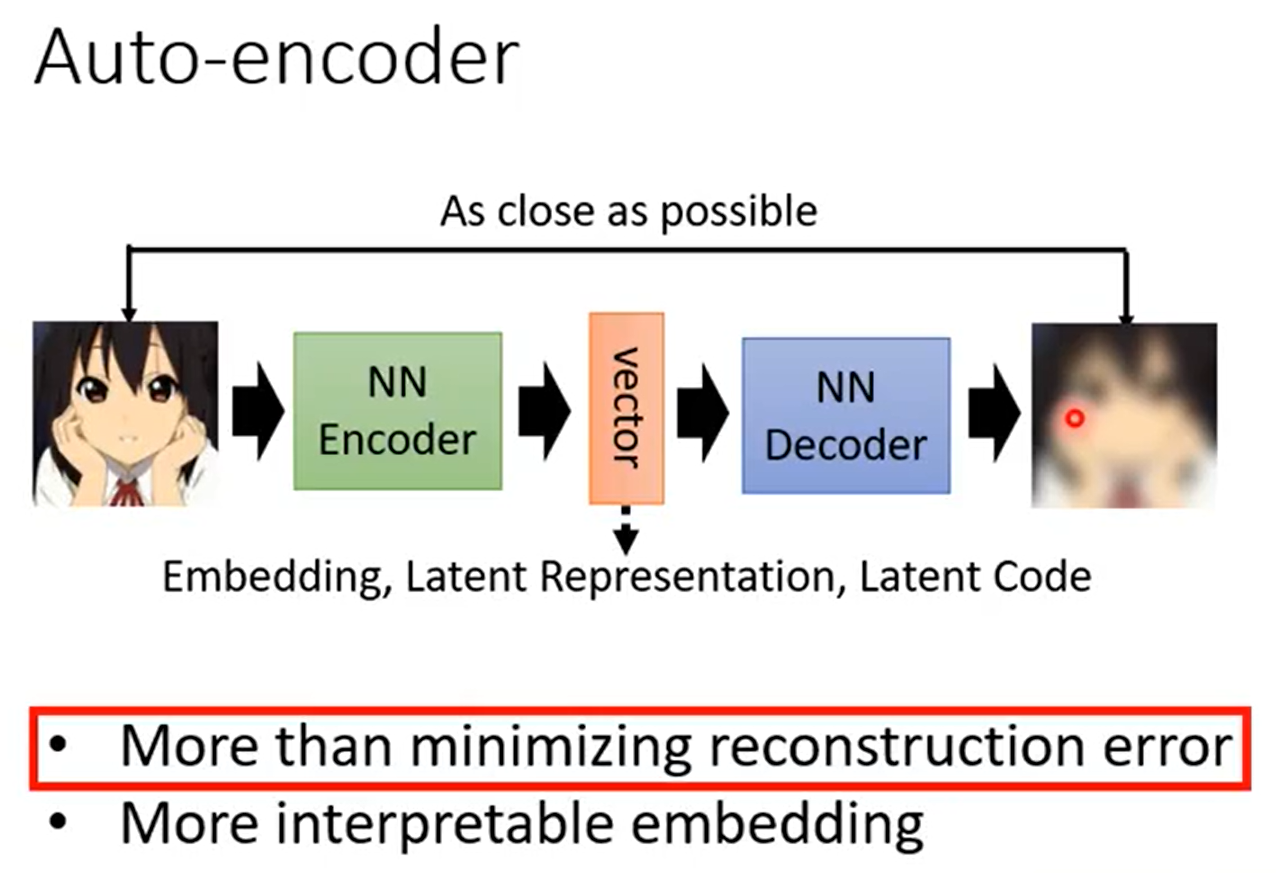 Auto-encoder
As close as possible
NN
Encoder
vector
NN
Decoder
Embedding, Latent Representation, Latent Code
• More than minimizing reconstruction error
• More interpretable embedding